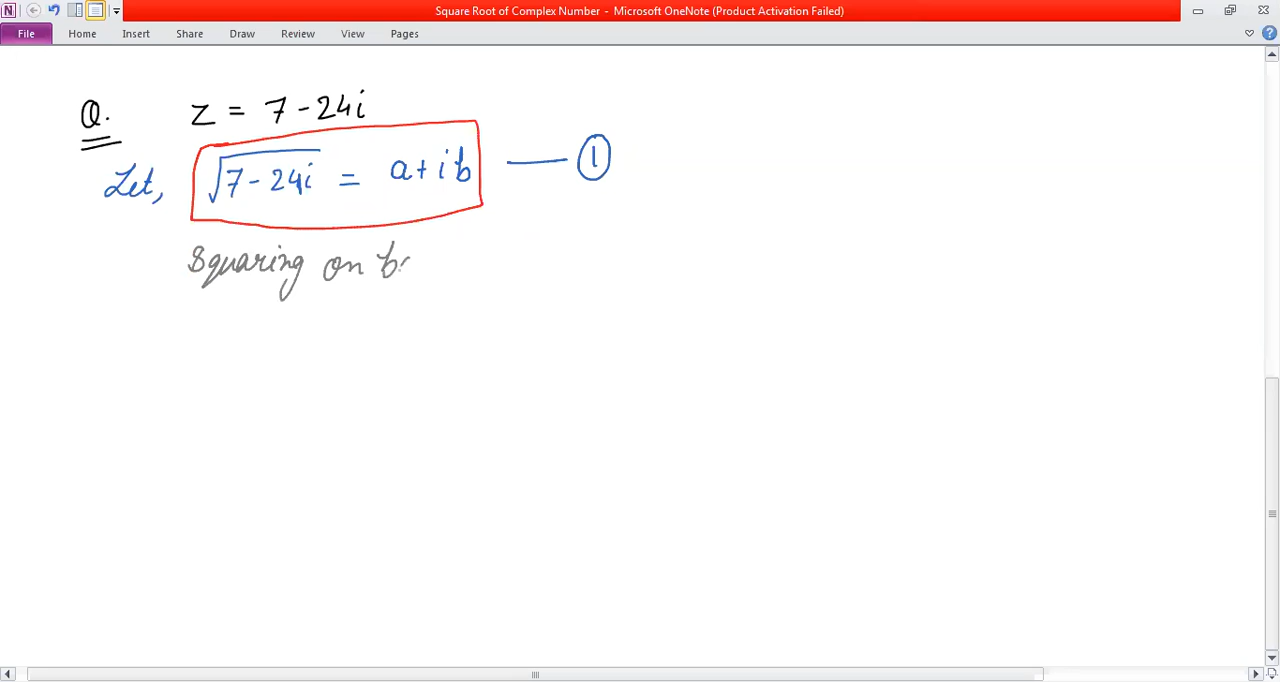 Square Root of Complex Number - Microsoft OneNote (Product Activation Failed)
File Home Insert Share Draw Review View Pages
Q. z = 7 - 24i
Let, √7 - 24i = a + ib —— ①
Squaring on